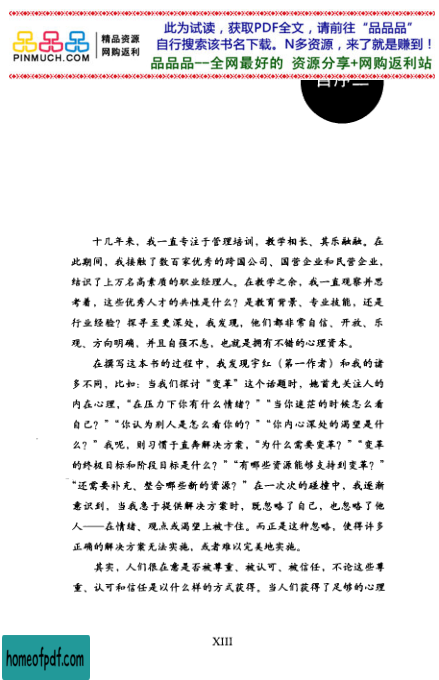 品品品
PINMUCH.COM
精品资源
网购返利
此为试读，获取PDF全文，请前往“品品品”
自行搜索该书名下载。N多资源，来了就是赚到！
品品品--全网最好的 资源分享+网购返利站
自序二
十几年来，我一直专注于管理培训，教学相长、其乐融融。在
此期间，我接触了数百家优秀的跨国公司、国营企业和民营企业，
结识了上万名高素质的职业经理人。在教学之余，我一直观察并思
考着，这些优秀人才的共性是什么？是教育背景、专业技能，还是
行业经验？探寻至更深处，我发现，他们都非常自信、开放、乐
观、方向明确，并且自强不息，也就是拥有不错的心理资本。
在撰写这本书的过程中，我发现宇红（第一作者）和我的诸
多不同，比如：当我们探讨“变革”这个话题时，她首先关注人的
内在心理，“在压力下你有什么情绪？”“当你迷茫的时候怎么看
自己？”“你认为别人是怎么看你的？”“你内心深处的渴望是什
么？”我呢，则习惯于直奔解决方案，“为什么需要变革？”“变革
的终极目标和阶段目标是什么？”“有哪些资源能够支持到变革？”
“还需要补充、整合哪些新的资源？”在一次次的碰撞中，我逐渐
意识到，当我急于提供解决方案时，既忽略了自己，也忽略了他
人——在情绪、观点或渴望上被卡住。而正是这种忽略，使得许多
正确的解决方案无法实施，或者难以完美地实施。
其实，人们很在意是否被尊重、被认可、被信任，不论这些尊
重、认可和信任是以什么样的方式获得。当人们获得了足够的心理
XIII
homeofpdf.com